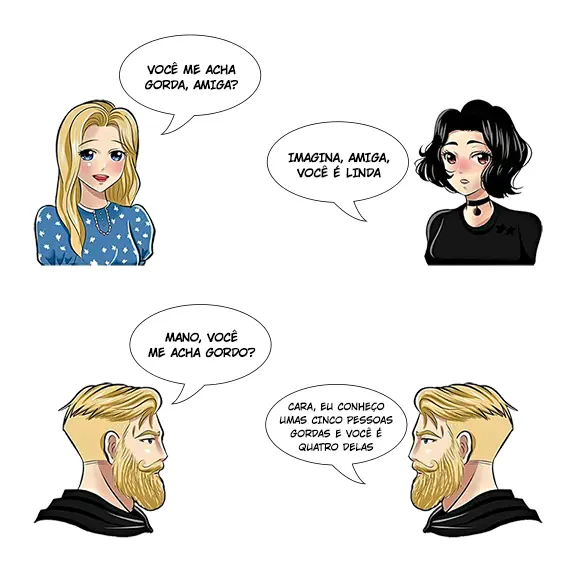 VOCÊ ME ACHA
GORDA, AMIGA?
IMAGINA, AMIGA,
VOCÊ É LINDA
MANO, VOCÊ
ME ACHA GORDO?
CARA, EU CONHEÇO
UMAS CINCO PESSOAS
GORDAS E VOCÊ É
QUATRO DELAS